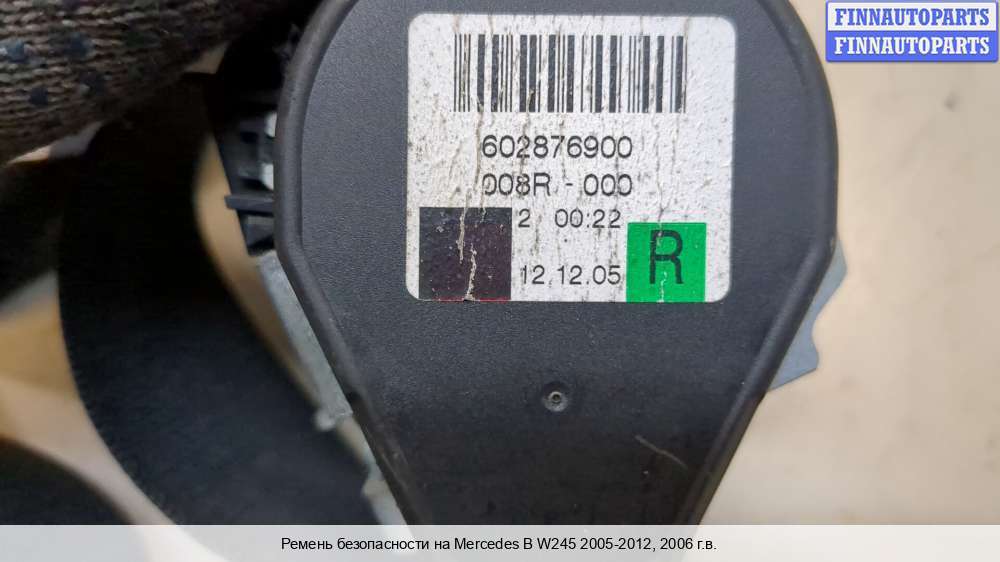 FINNAUTOPARTS
FINNAUTOPARTS
602876900
008R - 000
2 00:22
12.12.05
R
Ремень безопасности на Mercedes B W245 2005-2012, 2006 г.в.